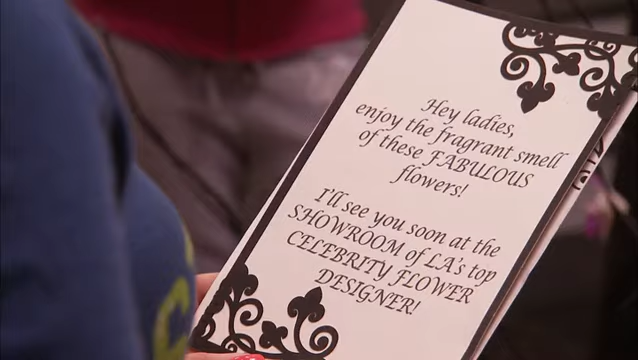 Hey ladies,
enjoy the fragrant smell
of these FABULOUS
flowers!
I'll see you soon at the
SHOWROOM of LA's top
CELEBRITY FLOWER
DESIGNER!